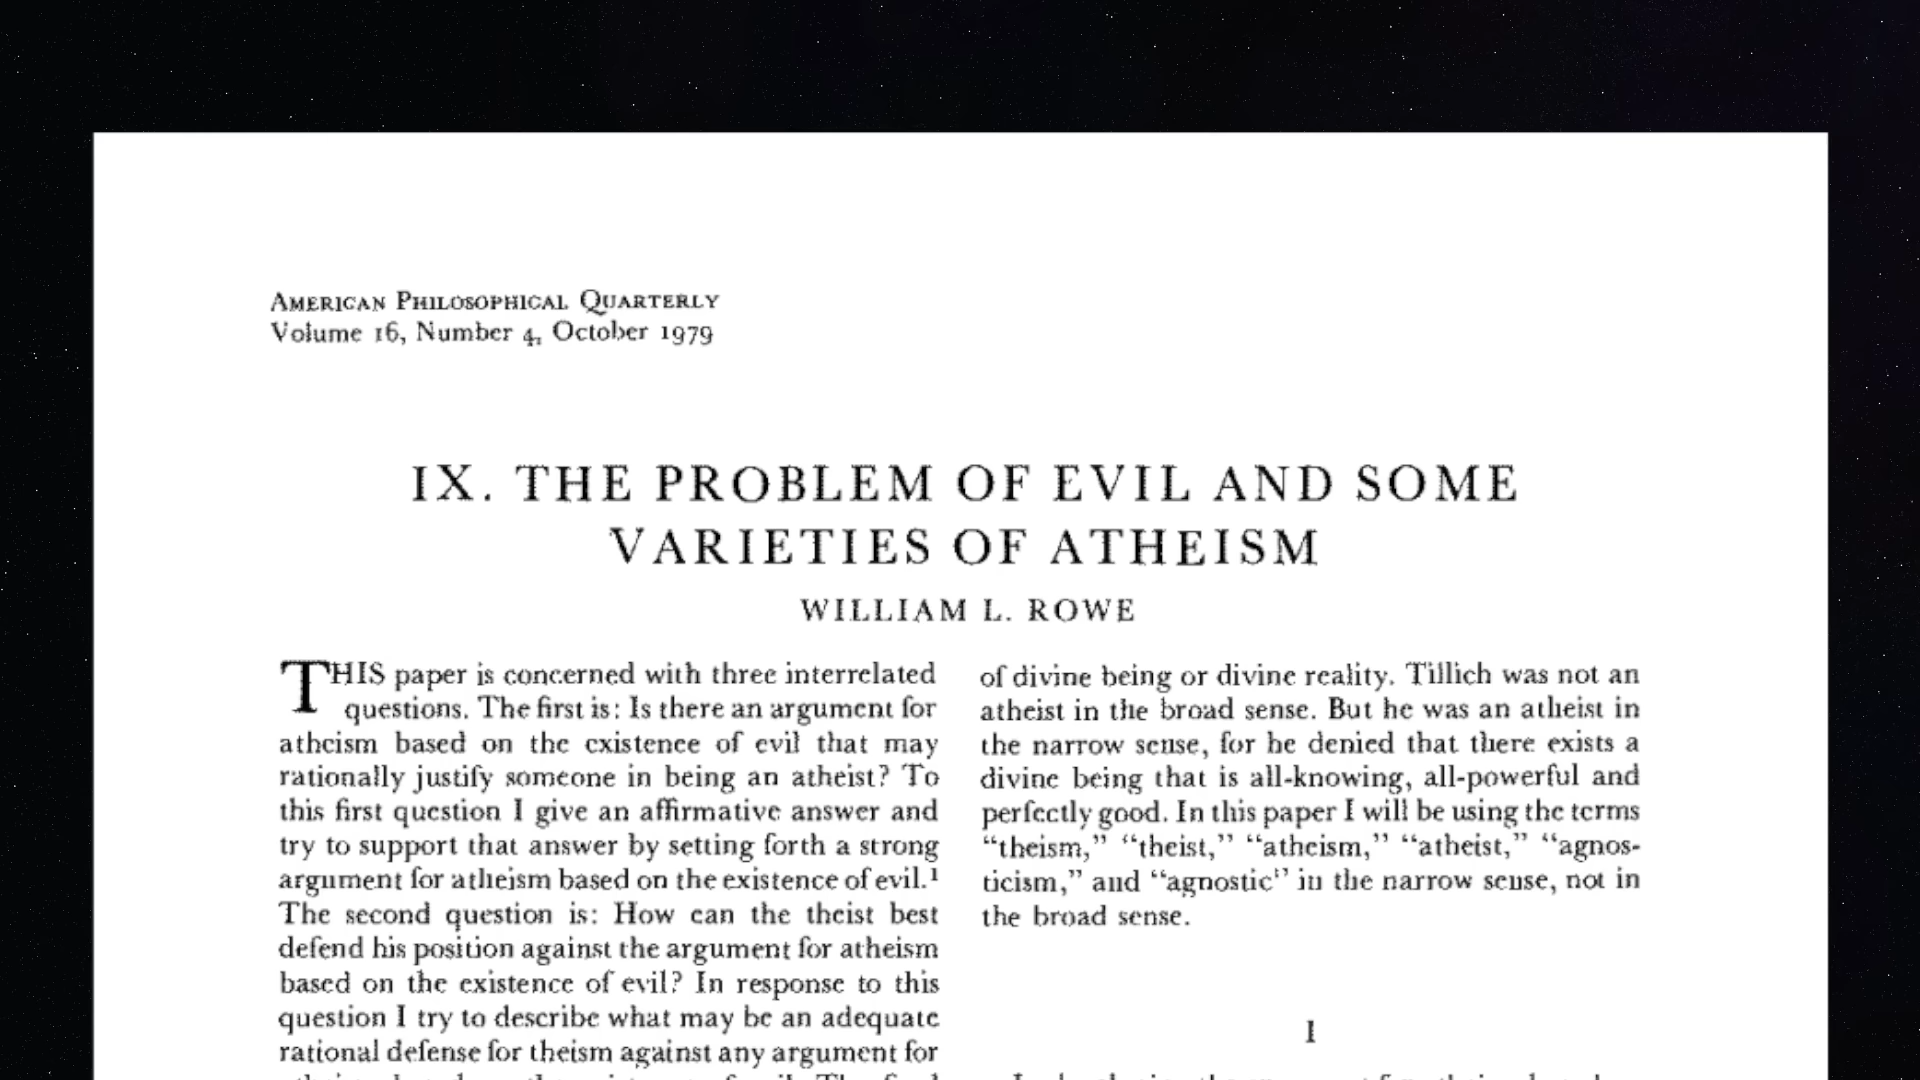 AMERICAN PHILOSOPHICAL QUARTERLY
Volume 16, Number 4, October 1979
IX. THE PROBLEM OF EVIL AND SOME
VARIETIES OF ATHEISM
WILLIAM L. ROWE
THIS paper is concerned with three interrelated
questions. The first is: Is there an argument for
atheism based on the existence of evil that may
rationally justify someone in being an atheist? To
this first question I give an affirmative answer and
try to support that answer by setting forth a strong
argument for atheism based on the existence of evil.¹
The second question is: How can the theist best
defend his position against the argument for atheism
based on the existence of evil? In response to this
question I try to describe what may be an adequate
rational defense for theism against any argument for
of divine being or divine reality. Tillich was not an
atheist in the broad sense. But he was an atheist in
the narrow sense, for he denied that there exists a
divine being that is all-knowing, all-powerful and
perfectly good. In this paper I will be using the terms
“theism,” “theist,” “atheism,” “atheist,” “agnos-
ticism,” and “agnostic” in the narrow sense, not in
the broad sense.
I